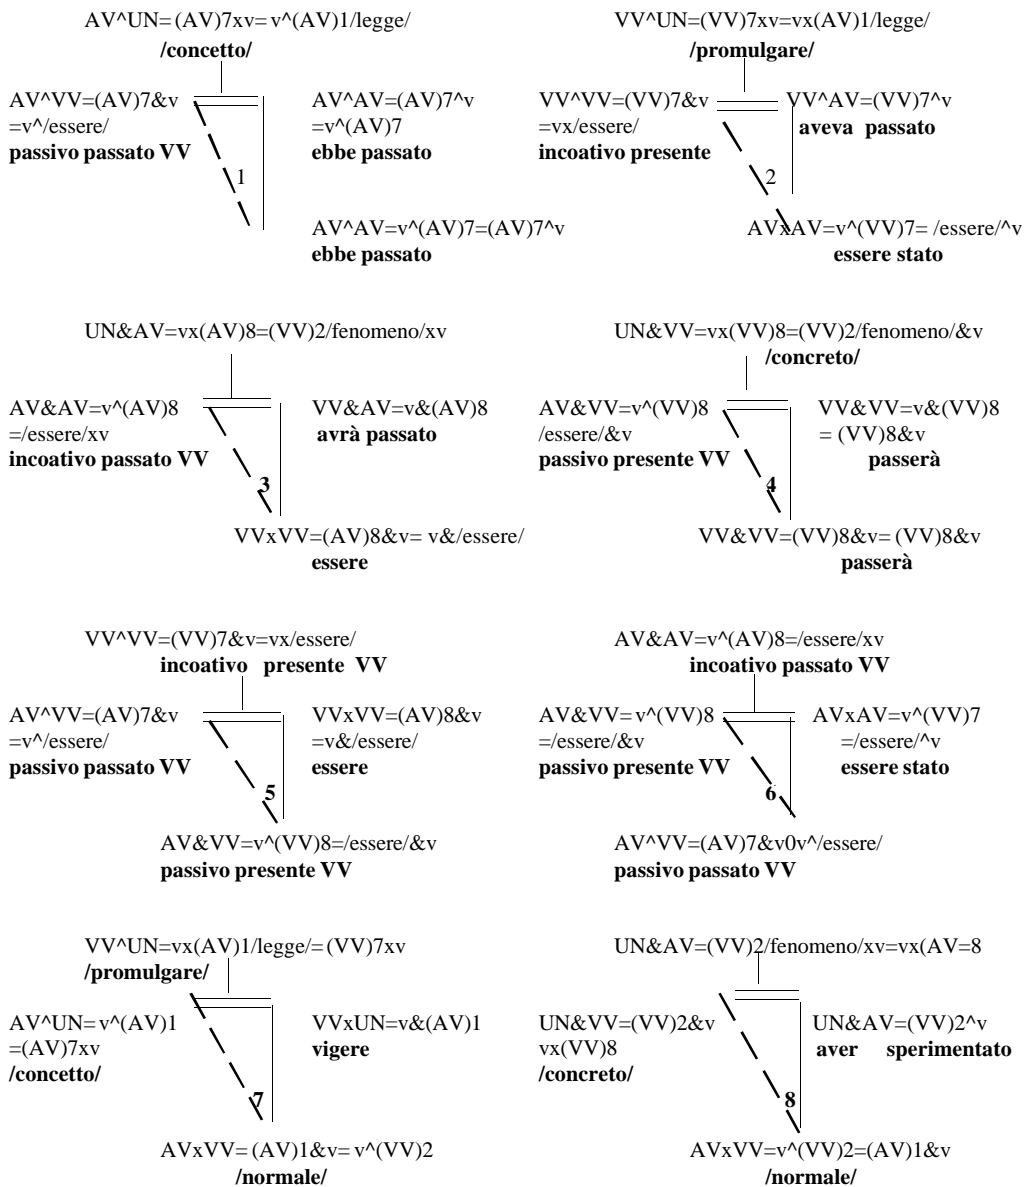 AV^UN=(AV)7xv=v^(AV)1/legge/
/concetto/
AV^VV=(AV)7&v
=v^/essere/
passivo passato VV
AV^AV=(AV)7^v
=v^(AV)7
ebbe passato
1
AV^AV=v^(AV)7=(AV)7^v
ebbe passato
VV^UN=(VV)7xv=vx(AV)1/legge/
/promulgare/
VV^VV=(VV)7&v
=vx/essere/
incoativo presente
VV^AV=(VV)7^v
aveva passato
2
AVxAV=v^(VV)7= /essere/^v
essere stato
UN&AV=vx(AV)8=(VV)2/fenomeno/xv
AV&AV=v^(AV)8
=/essere/xv
incoativo passato VV
VV&AV=v&(AV)8
avrà passato
3
VVxVV=(AV)8&v= v&/essere/
essere
UN&VV=vx(VV)8=(VV)2/fenomeno/&v
/concreto/
AV&VV=v^(VV)8
/essere/&v
passivo presente VV
VV&VV=v&(VV)8
= (VV)8&v
passerà
4
VV&VV=(VV)8&v= (VV)8&v
passerà
VV^VV=(VV)7&v=vx/essere/
incoativo presente VV
AV^VV=(AV)7&v
=v^/essere/
passivo passato VV
VVxVV=(AV)8&v
=v&/essere/
essere
5
AV&VV=v^(VV)8=/essere/&v
passivo presente VV
AV&AV=v^(AV)8=/essere/xv
incoativo passato VV
AV&VV=v^(VV)8
=/essere/&v
passivo presente VV
AVxAV=v^(VV)7
=/essere/^v
essere stato
6
AV^VV=(AV)7&v0v^/essere/
passivo passato VV
VV^UN=vx(AV)1/legge/=(VV)7xv
/promulgare/
AV^UN=v^(AV)1
=(AV)7xv
/concetto/
VVxUN=v&(AV)1
vigere
7
AVxVV=(AV)1&v=v^(VV)2
/normale/
UN&AV=(VV)2/fenomeno/xv=vx(AV=8
UN&VV=(VV)2&v
vx(VV)8
/concreto/
UN&AV=(VV)2^v
aver sperimentato
8
AVxVV=v^(VV)2=(AV)1&v
/normale/